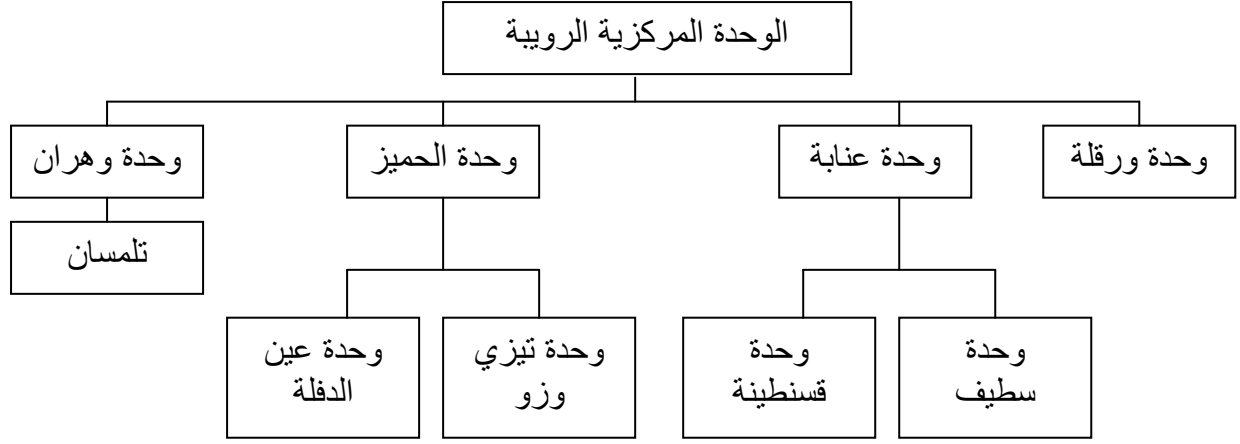 الوحدة المركزية الرويبة
وحدة ورقلة
وحدة عنابة
وحدة الحميز
وحدة وهران
تلمسان
وحدة
سطيف
وحدة
قسنطينة
وحدة تيزي
وزو
وحدة عين
الدفلة